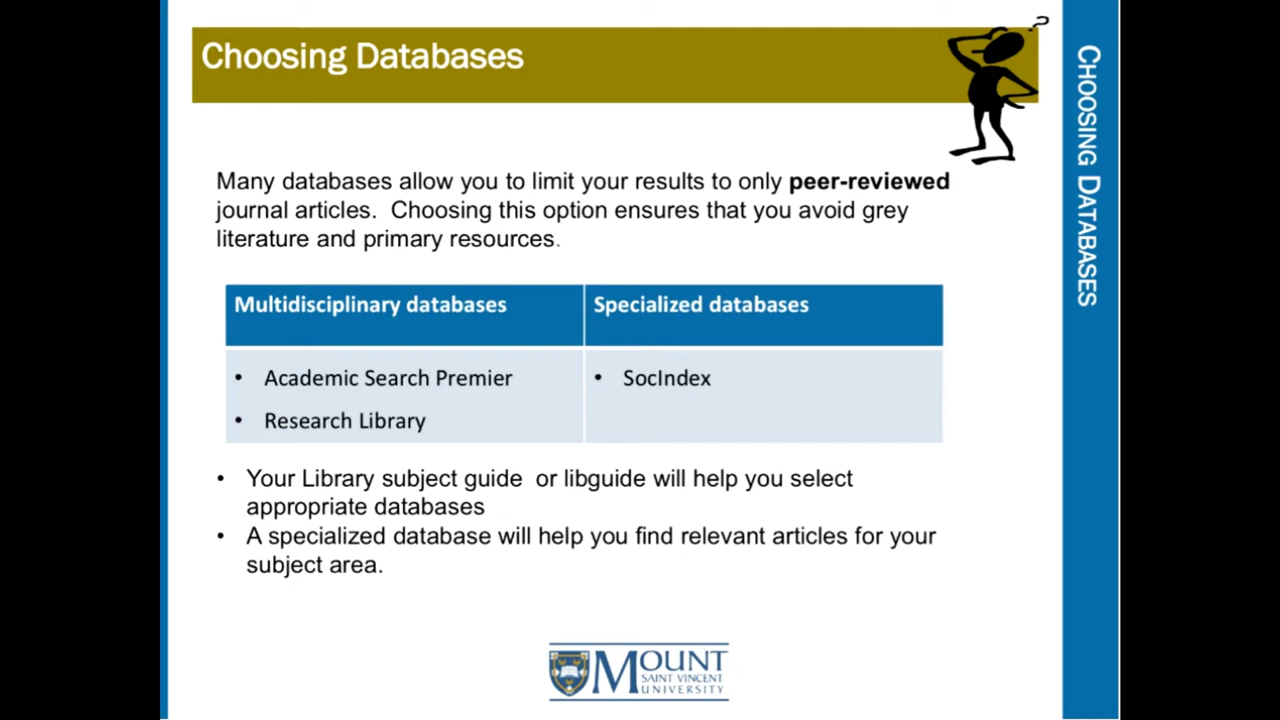 Choosing Databases
?
CHOOSING DATABASES
Many databases allow you to limit your results to only peer-reviewed
journal articles.  Choosing this option ensures that you avoid grey
literature and primary resources.
Multidisciplinary databases
Specialized databases
• Academic Search Premier
• Research Library
• SocIndex
• Your Library subject guide  or libguide will help you select
appropriate databases
• A specialized database will help you find relevant articles for your
subject area.
MOUNT
SAINT VINCENT
UNIVERSITY